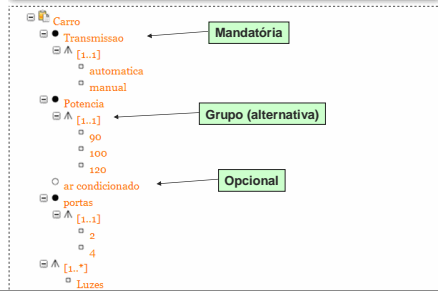 Carro
Transmissao
Mandatória
[1..1]
automatica
manual
Potencia
[1..1]
Grupo (alternativa)
90
100
120
ar condicionado
Opcional
portas
[1..1]
2
4
[1..*]
Luzes